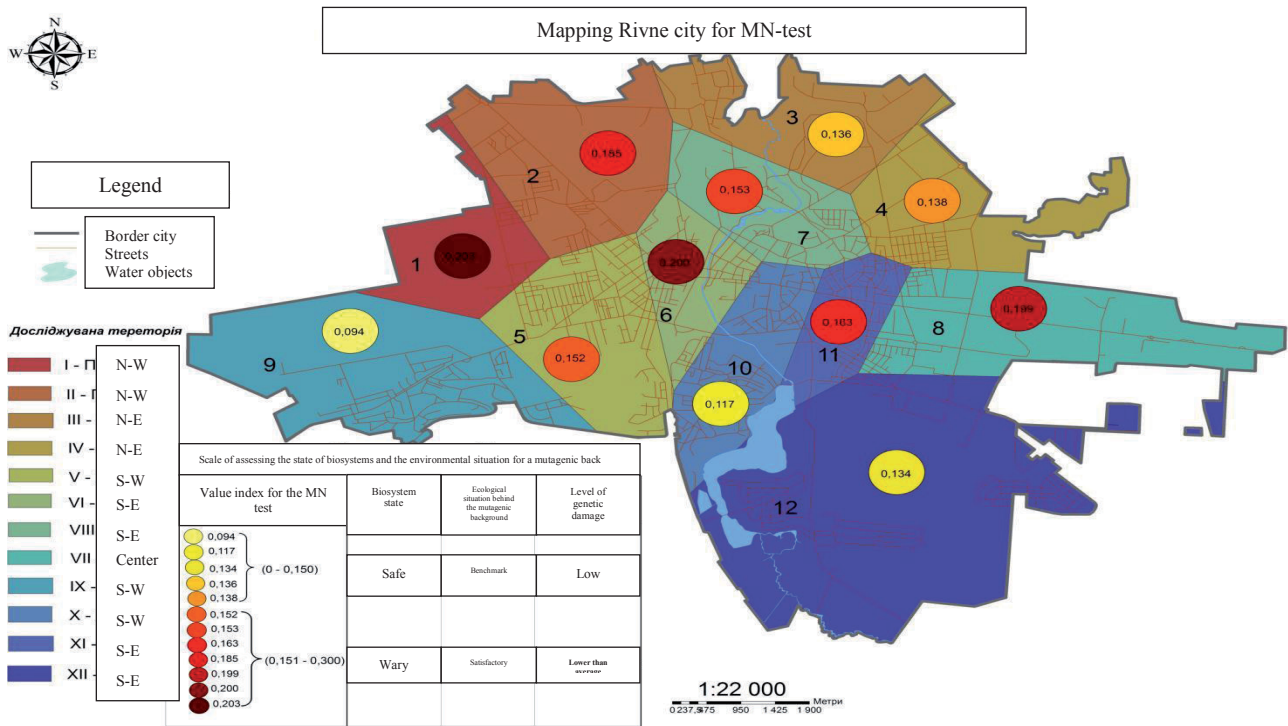 Mapping Rivne city for MN-test
N
W E
S
Legend
Border city
Streets
Water objects
Досліджувана територія
I - П N-W
II - N-W
III - N-E
IV - N-E
V - S-W
VI - S-E
VIII S-E
VII Center
IX - S-W
X - S-W
XI - S-E
XII - S-E
1
2
0,185
3
0,136
4
0,138
5
0,152
6
0.200
7
0,153
8
0,199
9
0,094
10
0,117
11
0,163
12
0,134
Scale of assessing the state of biosystems and the environmental situation for a mutagenic back
Value index for the MN
test
Biosystem
state
Ecological
situation behind
the mutagenic
background
Level of
genetic
damage
0,094
0,117
0,134
0,136
0,138
(0 - 0,150)
Safe
Benchmark
Low
0,152
0,153
0,163
0,185
0,199
0,200
0,203
(0,151 - 0,300)
Wary
Satisfactory
Lower than
average
1:22 000
Метри
950 1 425 1 900